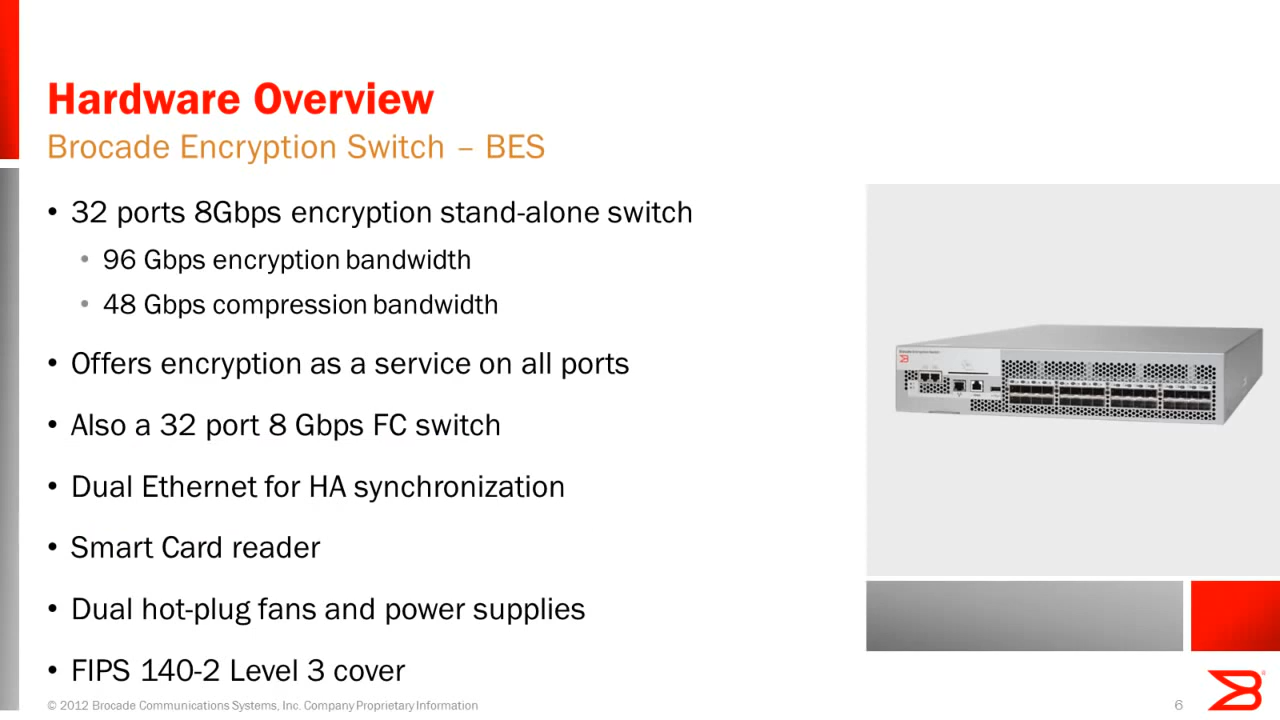 Hardware Overview
Brocade Encryption Switch – BES
• 32 ports 8Gbps encryption stand-alone switch
• 96 Gbps encryption bandwidth
• 48 Gbps compression bandwidth
• Offers encryption as a service on all ports
• Also a 32 port 8 Gbps FC switch
• Dual Ethernet for HA synchronization
• Smart Card reader
• Dual hot-plug fans and power supplies
• FIPS 140-2 Level 3 cover
© 2012 Brocade Communications Systems, Inc. Company Proprietary Information
6